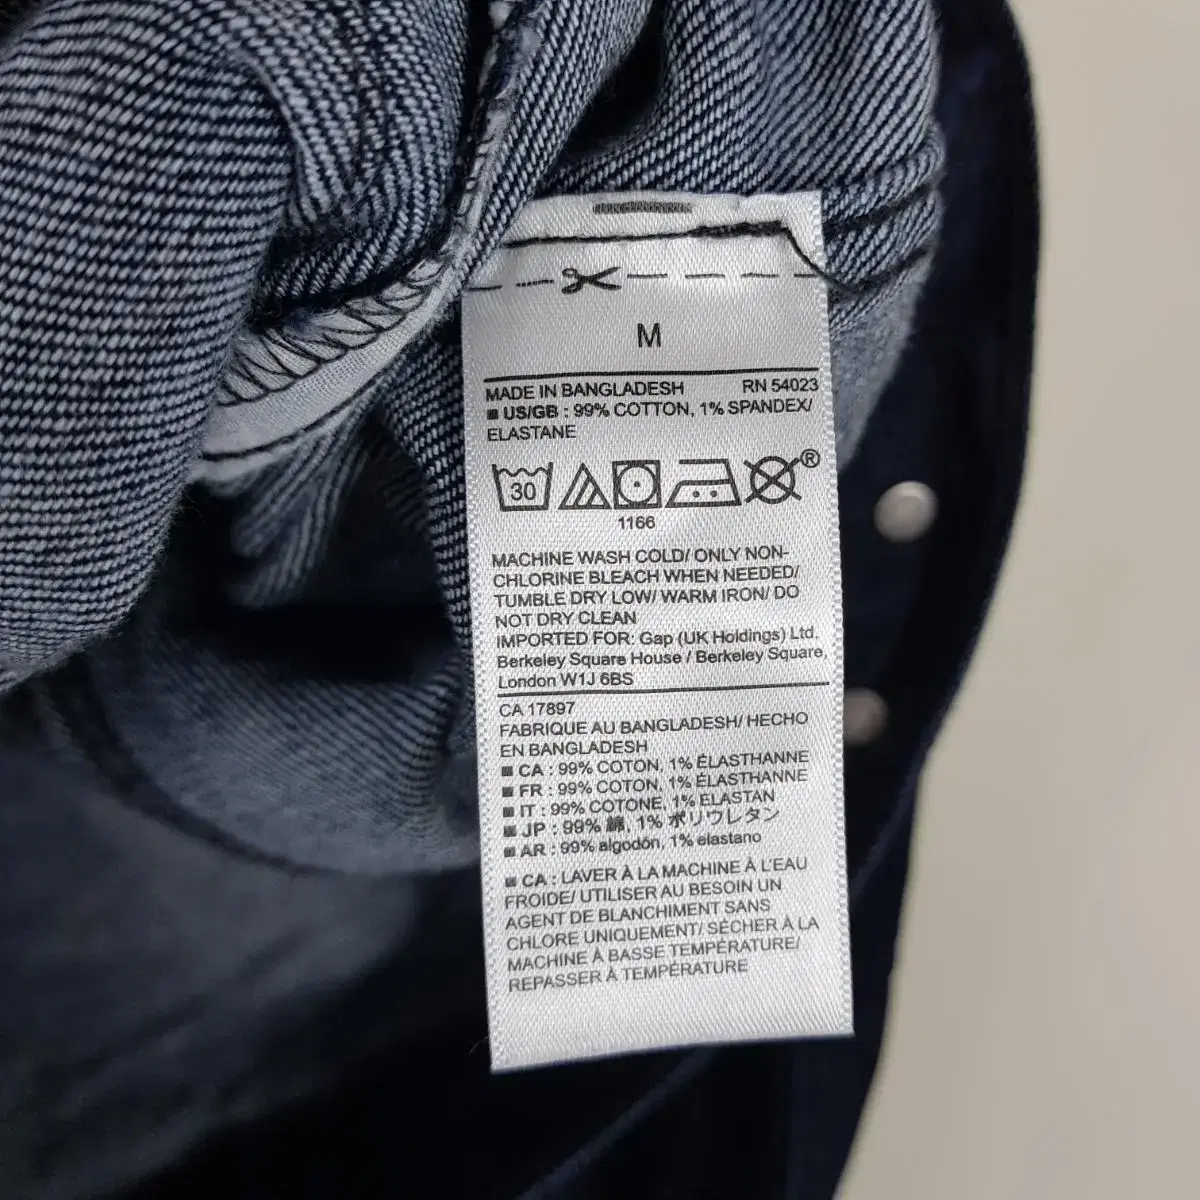 M
MADE IN BANGLADESH RN 54023
■ US/GB : 99% COTTON, 1% SPANDEX/
ELASTANE
30 ®
1166
MACHINE WASH COLD/ ONLY NON-
CHLORINE BLEACH WHEN NEEDED/
TUMBLE DRY LOW/ WARM IRON/ DO
NOT DRY CLEAN
IMPORTED FOR: Gap (UK Holdings) Ltd,
Berkeley Square House / Berkeley Square,
London W1J 6BS
CA 17897
FABRIQUE AU BANGLADESH/ HECHO
EN BANGLADESH
■ CA : 99% COTON, 1% ÉLASTHANNE
■ FR : 99% COTON, 1% ÉLASTHANNE
■ IT : 99% COTONE, 1% ELASTAN
■ JP : 99% 綿, 1% ポリウレタン
■ AR : 99% algodón, 1% elastano
■ CA : LAVER À LA MACHINE À L'EAU
FROIDE/ UTILISER AU BESOIN UN
AGENT DE BLANCHIMENT SANS
CHLORE UNIQUEMENT/ SÉCHER À LA
MACHINE À BASSE TEMPÉRATURE/
REPASSER À TEMPÉRATURE